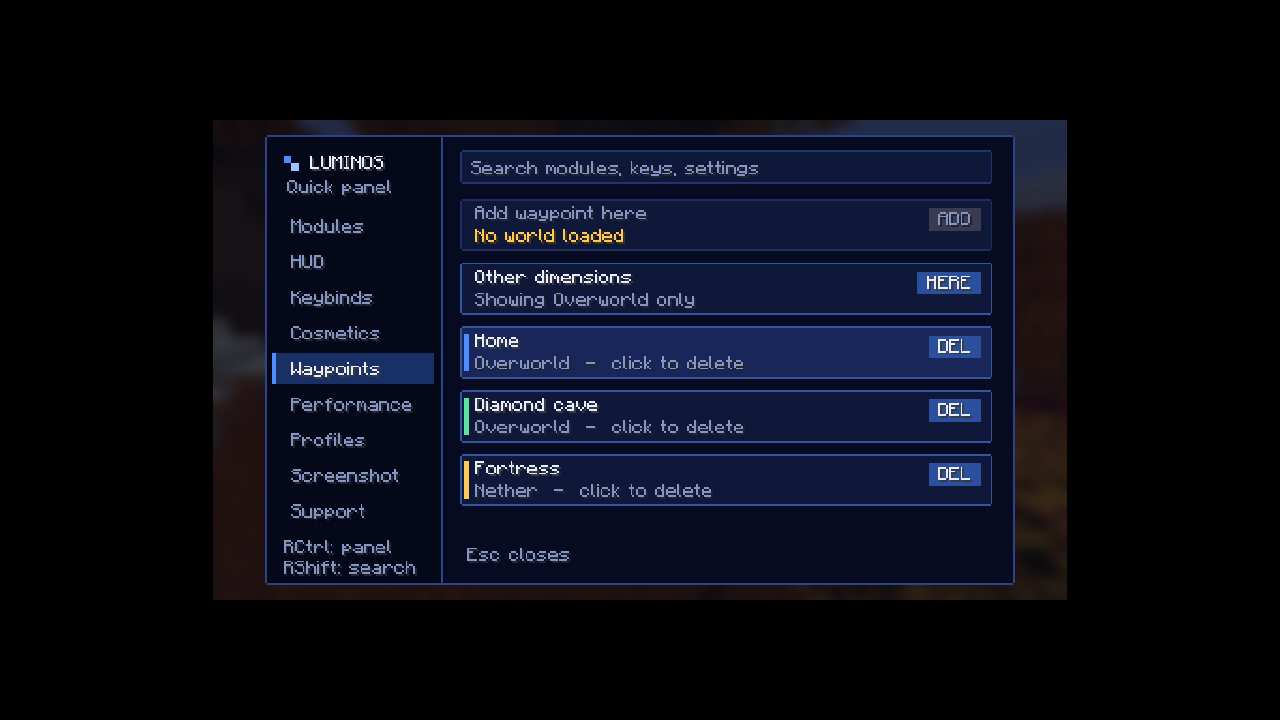 LUMINOS
Quick panel
Modules
HUD
Keybinds
Cosmetics
Waypoints
Performance
Profiles
Screenshot
Support
RCtrl: panel
RShift: search
Search modules, keys, settings
Add waypoint here
No world loaded
ADD
Other dimensions
Showing Overworld only
HERE
Home
Overworld - click to delete
DEL
Diamond cave
Overworld - click to delete
DEL
Fortress
Nether - click to delete
DEL
Esc closes